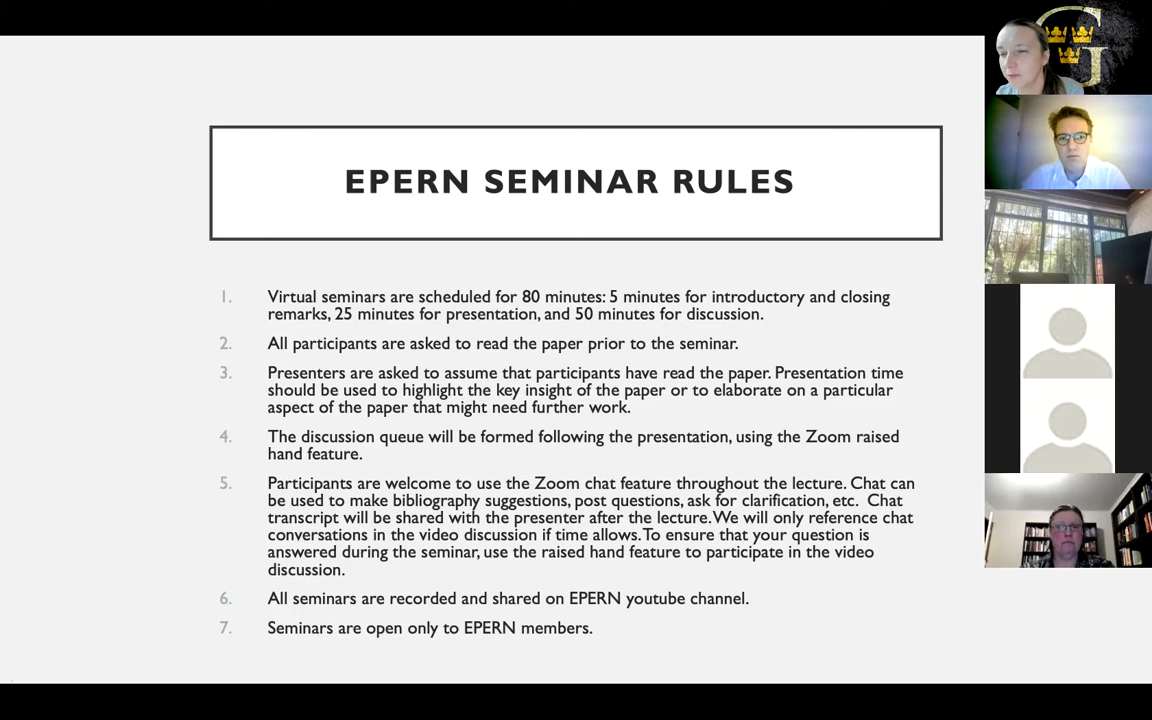 EPERN SEMINAR RULES
1. Virtual seminars are scheduled for 80 minutes: 5 minutes for introductory and closing
remarks, 25 minutes for presentation, and 50 minutes for discussion.
2. All participants are asked to read the paper prior to the seminar.
3. Presenters are asked to assume that participants have read the paper. Presentation time
should be used to highlight the key insight of the paper or to elaborate on a particular
aspect of the paper that might need further work.
4. The discussion queue will be formed following the presentation, using the Zoom raised
hand feature.
5. Participants are welcome to use the Zoom chat feature throughout the lecture. Chat can
be used to make bibliography suggestions, post questions, ask for clarification, etc. Chat
transcript will be shared with the presenter after the lecture. We will only reference chat
conversations in the video discussion if time allows. To ensure that your question is
answered during the seminar, use the raised hand feature to participate in the video
discussion.
6. All seminars are recorded and shared on EPERN youtube channel.
7. Seminars are open only to EPERN members.
G